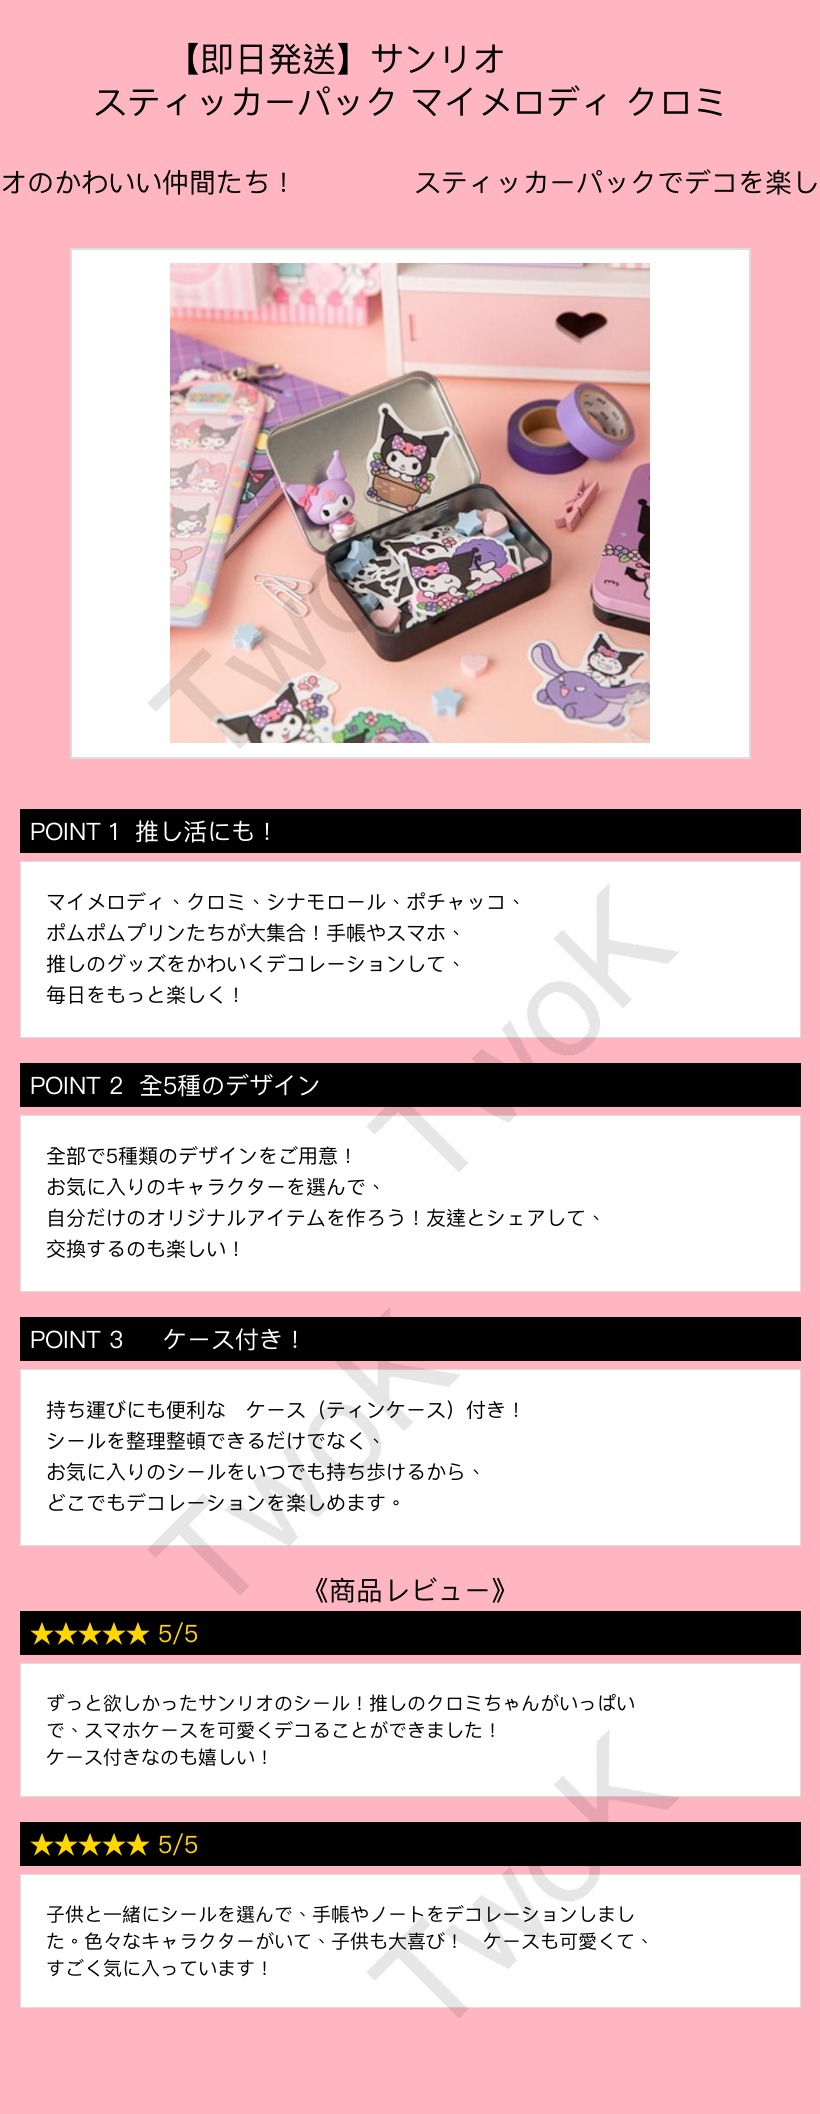 【即日発送】サンリオ
スティッカーパック マイメロディ クロミ
オのかわいい仲間たち！ スティッカーパックでデコを楽し
TwoK
POINT 1 推し活にも！
マイメロディ、クロミ、シナモロール、ポチャッコ、
ポムポムプリンたちが大集合！手帳やスマホ、
推しのグッズをかわいくデコレーションして、
毎日をもっと楽しく！
TwoK
POINT 2 全5種のデザイン
全部で5種類のデザインをご用意！
お気に入りのキャラクターを選んで、
自分だけのオリジナルアイテムを作ろう！友達とシェアして、
交換するのも楽しい！
POINT 3 ケース付き！
持ち運びにも便利な　ケース（ティンケース）付き！
シールを整理整頓できるだけでなく、
お気に入りのシールをいつでも持ち歩けるから、
どこでもデコレーションを楽しめます。
TwoK
《商品レビュー》
★★★★★ 5/5
ずっと欲しかったサンリオのシール！推しのクロミちゃんがいっぱい
で、スマホケースを可愛くデコることができました！
ケース付きなのも嬉しい！
★★★★★ 5/5
子供と一緒にシールを選んで、手帳やノートをデコレーションしまし
た。色々なキャラクターがいて、子供も大喜び！　ケースも可愛くて、
すごく気に入っています！
TwoK